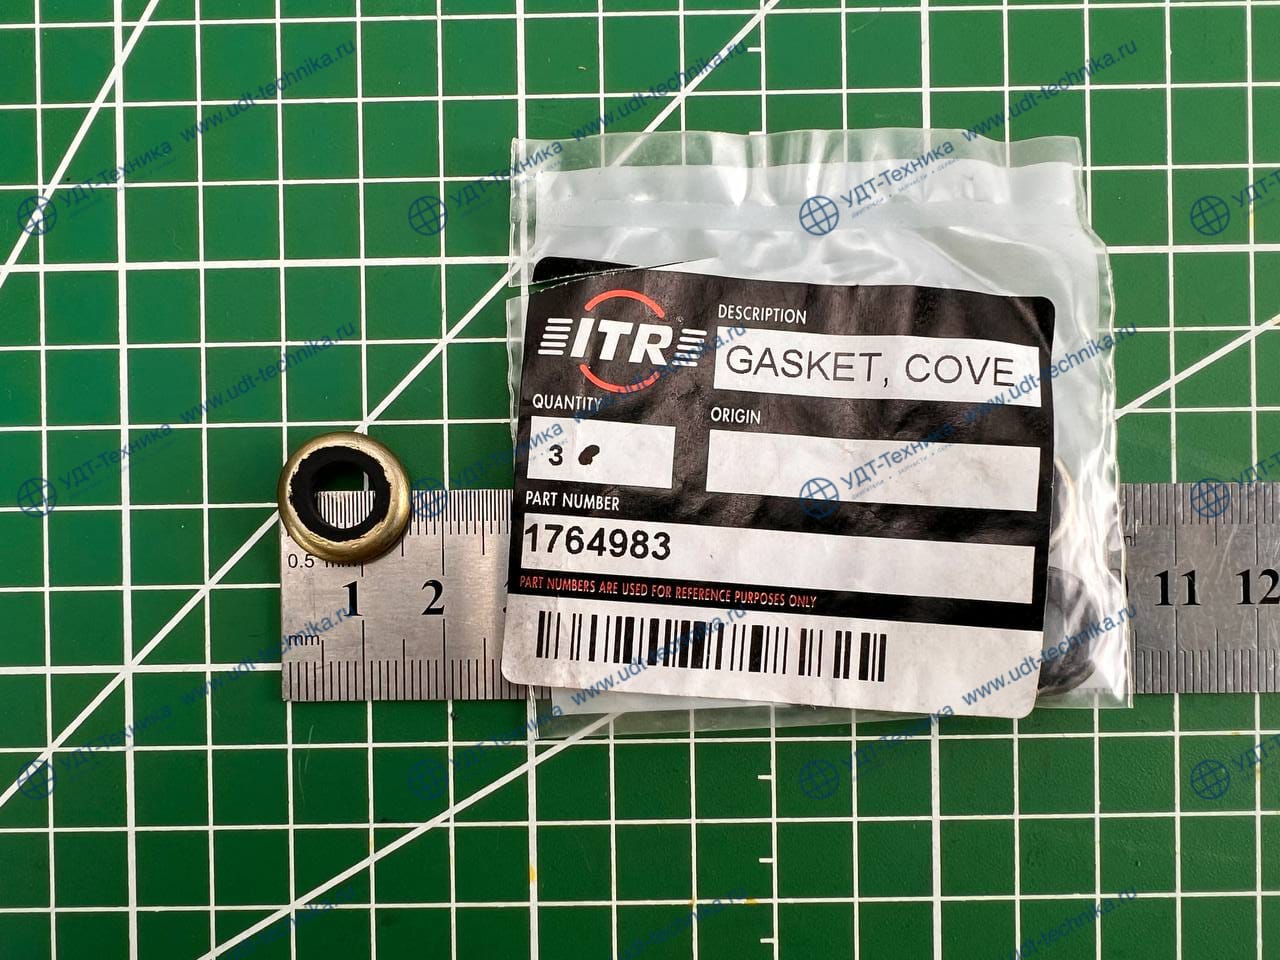 ITR
DESCRIPTION
GASKET, COVE
QUANTITY
3
ORIGIN
PART NUMBER
1764983
PART NUMBERS ARE USED FOR REFERENCE PURPOSES ONLY
0.5 mm
1 2 11 12
mm
www.udt-technika.ru
УДТ-Техника